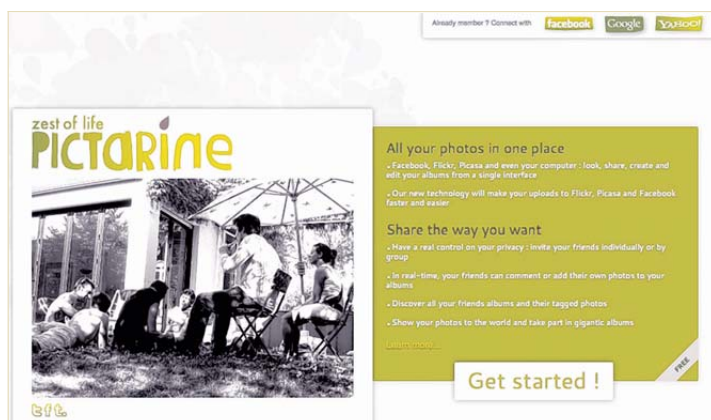 Already member ? Connect with facebook Google YAHOO!
zest of life
PICTARINE
All your photos in one place
• Facebook, Flickr, Picasa and even your computer : look, share, create and
edit your albums from a single interface
• Our new technology will make your uploads to Flickr, Picasa and Facebook
faster and easier
Share the way you want
• Have a real control on your privacy : invite your friends individually or by
group
• In real-time, your friends can comment or add their own photos to your
albums
• Discover all your friends albums and their tagged photos
• Show your photos to the world and take part in gigantic albums
Learn more...
FREE
Get started !